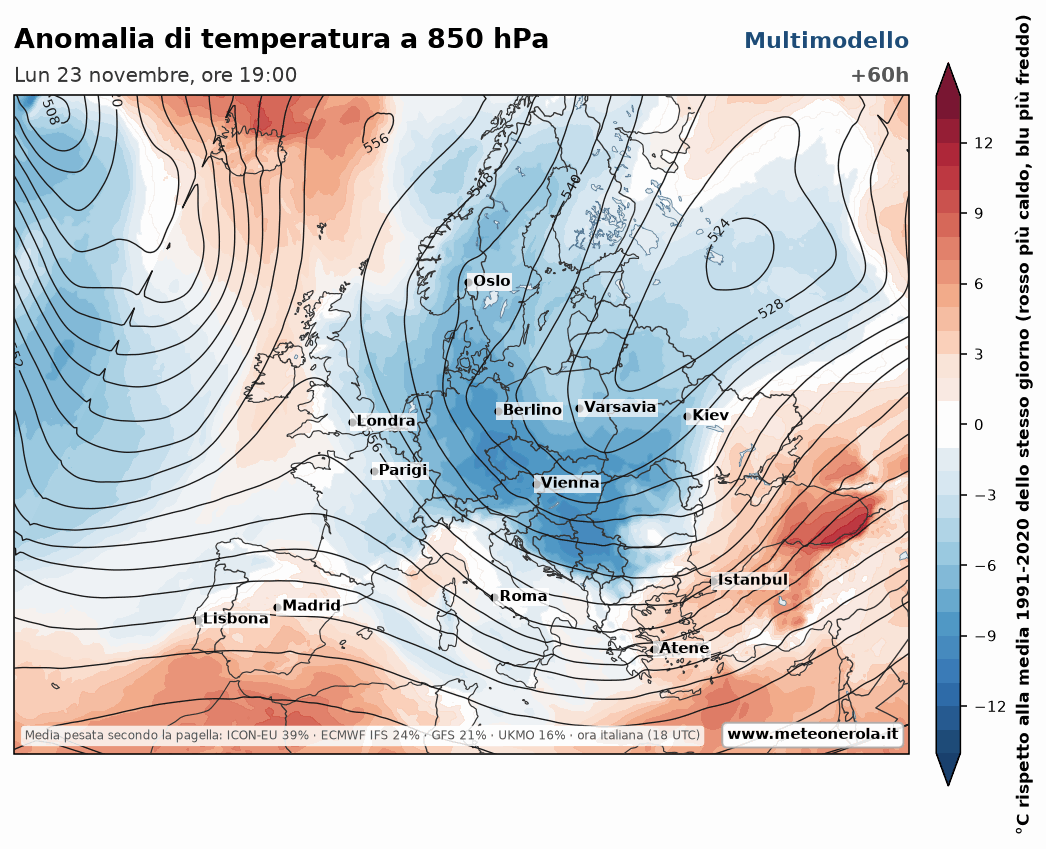 Anomalia di temperatura a 850 hPa
Multimodello
Lun 23 novembre, ore 19:00
+60h
508
556
548
540
524
528
Oslo
Londra
Berlino
Varsavia
Kiev
Parigi
Vienna
Istanbul
Roma
Madrid
Lisbona
Atene
Media pesata secondo la pagella: ICON-EU 39% · ECMWF IFS 24% · GFS 21% · UKMO 16% · ora italiana (18 UTC)
www.meteonerola.it
12
9
6
3
0
−3
−6
−9
−12
°C rispetto alla media 1991-2020 dello stesso giorno (rosso più caldo, blu più freddo)